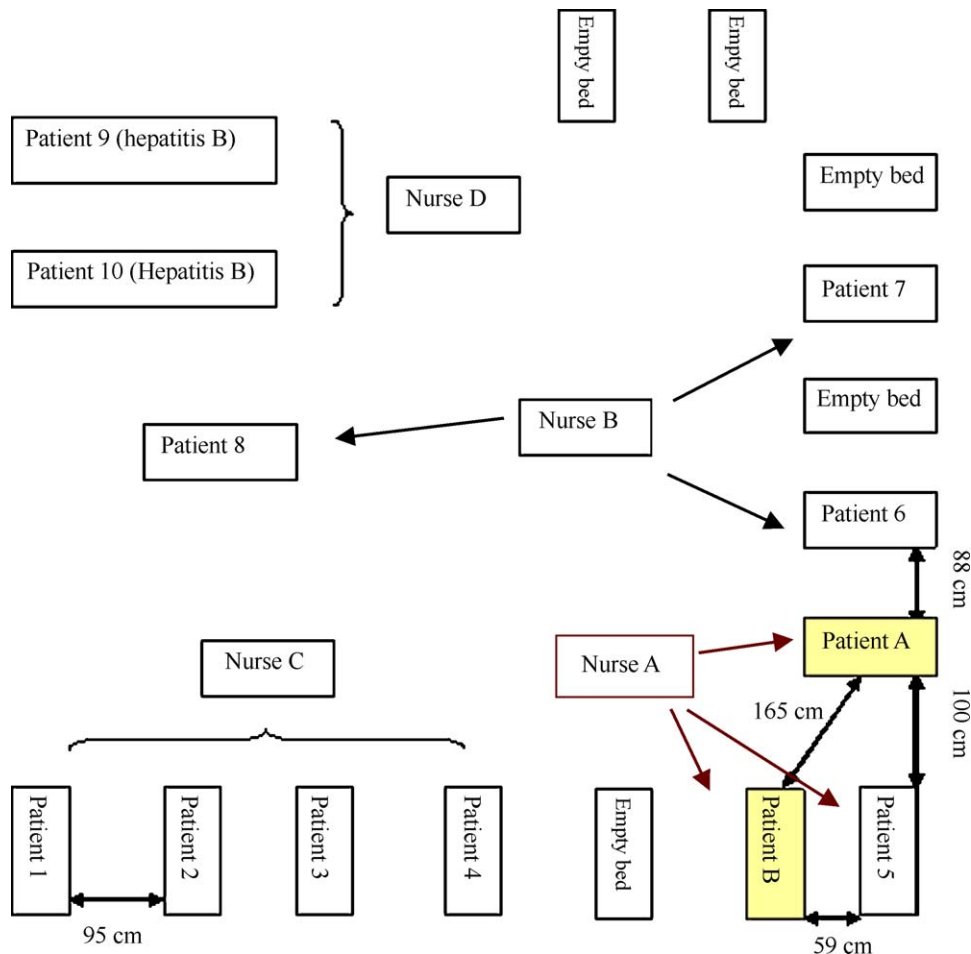 Empty bed
Empty bed
Patient 9 (hepatitis B)
Empty bed
Nurse D
Patient 10 (Hepatitis B)
Patient 7
Empty bed
Nurse B
Patient 8
Patient 6
88 cm
Patient A
Nurse C
Nurse A
165 cm
100 cm
Patient 1
Patient 2
Patient 3
Patient 4
Empty bed
Patient B
Patient 5
95 cm
59 cm